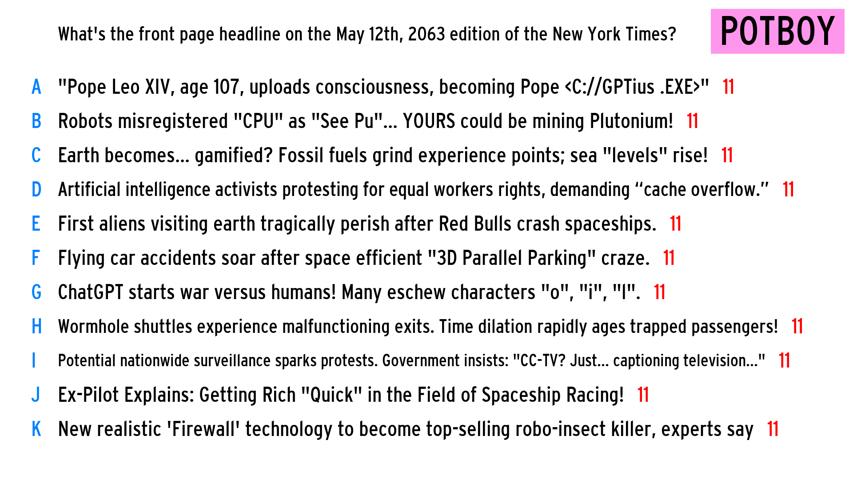 What's the front page headline on the May 12th, 2063 edition of the New York Times?
POTBOY
A "Pope Leo XIV, age 107, uploads consciousness, becoming Pope <C://GPTius .EXE>" 11
B Robots misregistered "CPU" as "See Pu"... YOURS could be mining Plutonium! 11
C Earth becomes... gamified? Fossil fuels grind experience points; sea "levels" rise! 11
D Artificial intelligence activists protesting for equal workers rights, demanding “cache overflow.” 11
E First aliens visiting earth tragically perish after Red Bulls crash spaceships. 11
F Flying car accidents soar after space efficient "3D Parallel Parking" craze. 11
G ChatGPT starts war versus humans! Many eschew characters "o", "i", "l". 11
H Wormhole shuttles experience malfunctioning exits. Time dilation rapidly ages trapped passengers! 11
I Potential nationwide surveillance sparks protests. Government insists: "CC-TV? Just... captioning television..." 11
J Ex-Pilot Explains: Getting Rich "Quick" in the Field of Spaceship Racing! 11
K New realistic 'Firewall' technology to become top-selling robo-insect killer, experts say 11